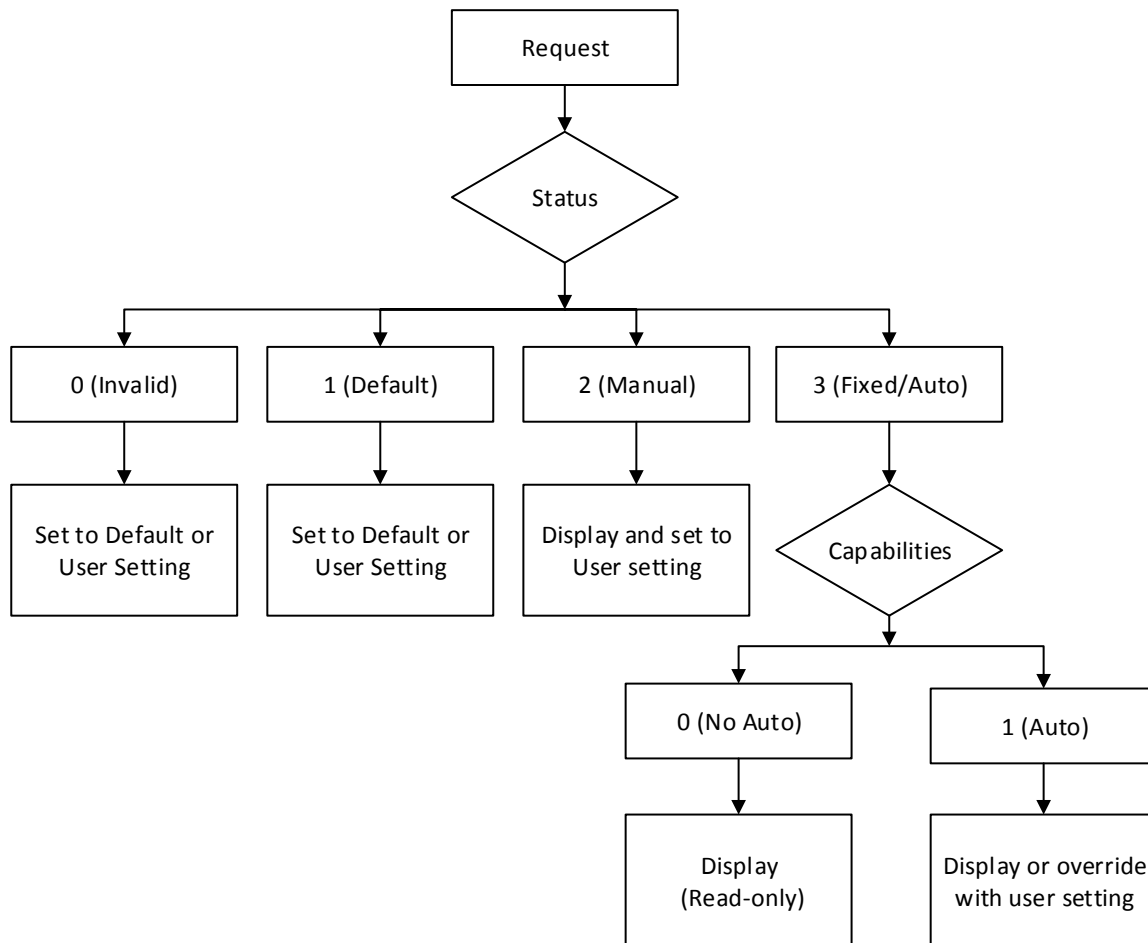 Request
Status
0 (Invalid)
1 (Default)
2 (Manual)
3 (Fixed/Auto)
Set to Default or
User Setting
Set to Default or
User Setting
Display and set to
User setting
Capabilities
0 (No Auto)
1 (Auto)
Display
(Read-only)
Display or override
with user setting